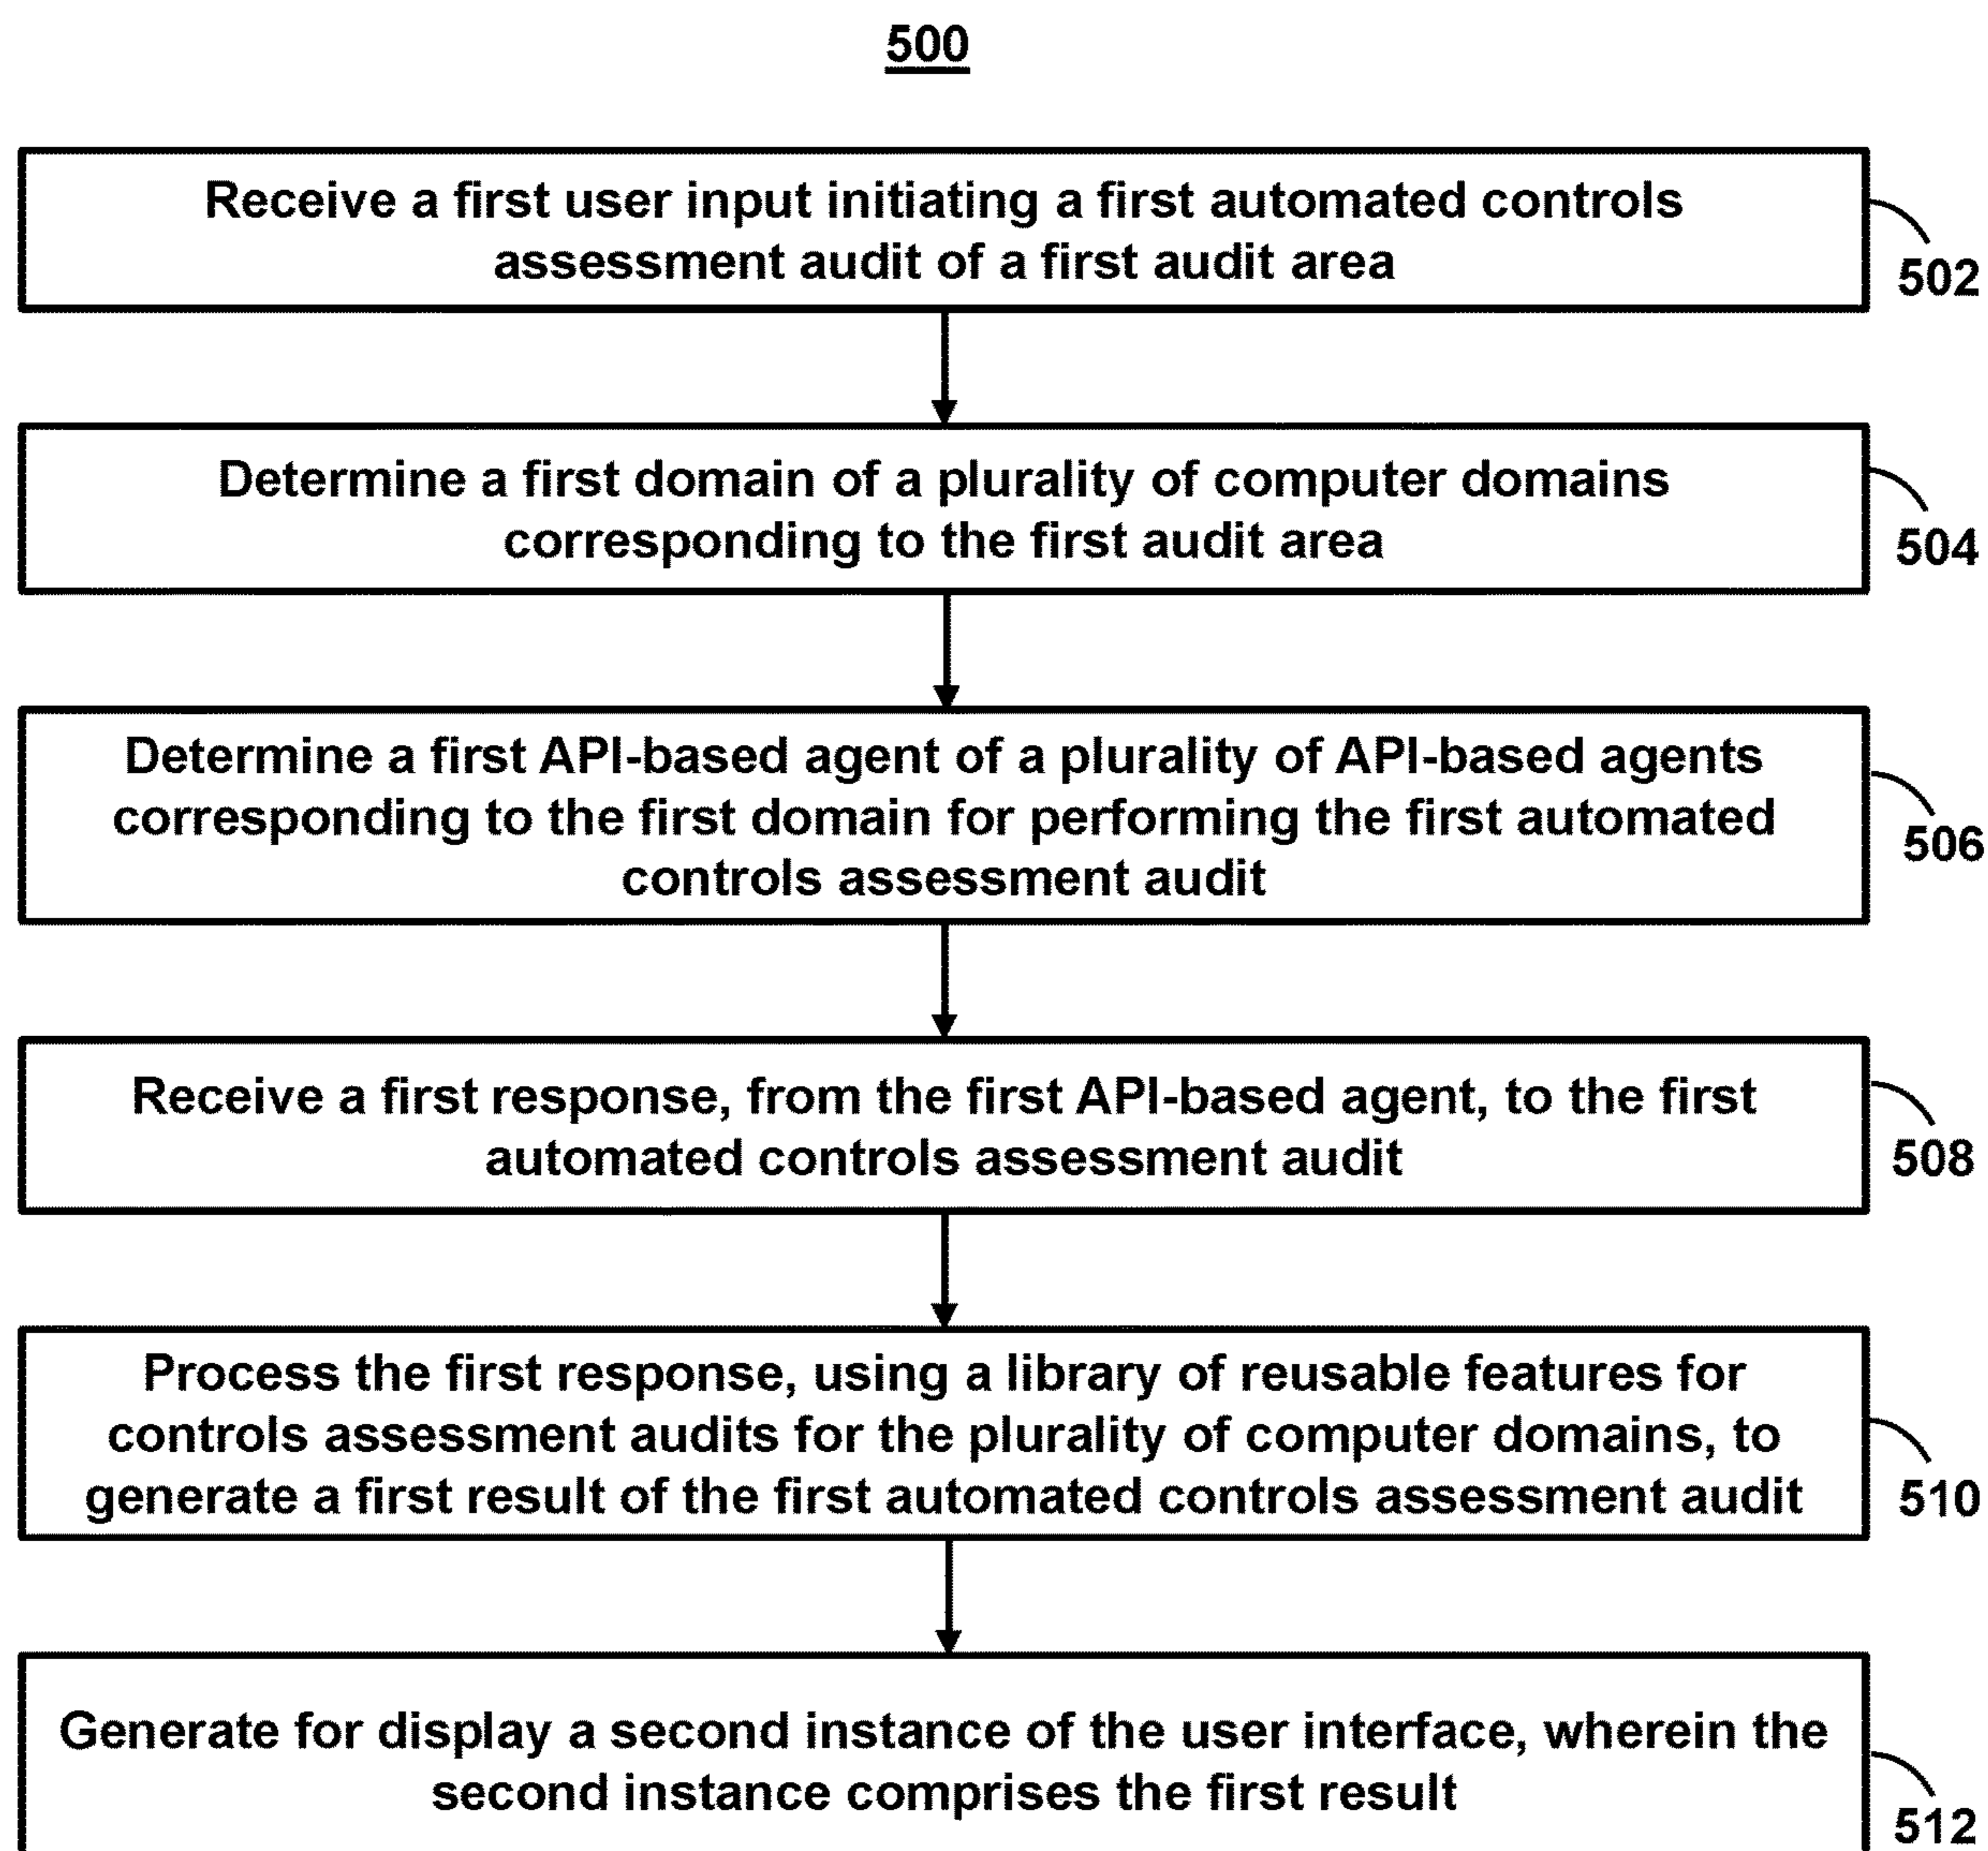 500
Receive a first user input initiating a first automated controls
assessment audit of a first audit area
502
Determine a first domain of a plurality of computer domains
corresponding to the first audit area
504
Determine a first API-based agent of a plurality of API-based agents
corresponding to the first domain for performing the first automated
controls assessment audit
506
Receive a first response, from the first API-based agent, to the first
automated controls assessment audit
508
Process the first response, using a library of reusable features for
controls assessment audits for the plurality of computer domains, to
generate a first result of the first automated controls assessment audit
510
Generate for display a second instance of the user interface, wherein the
second instance comprises the first result
512